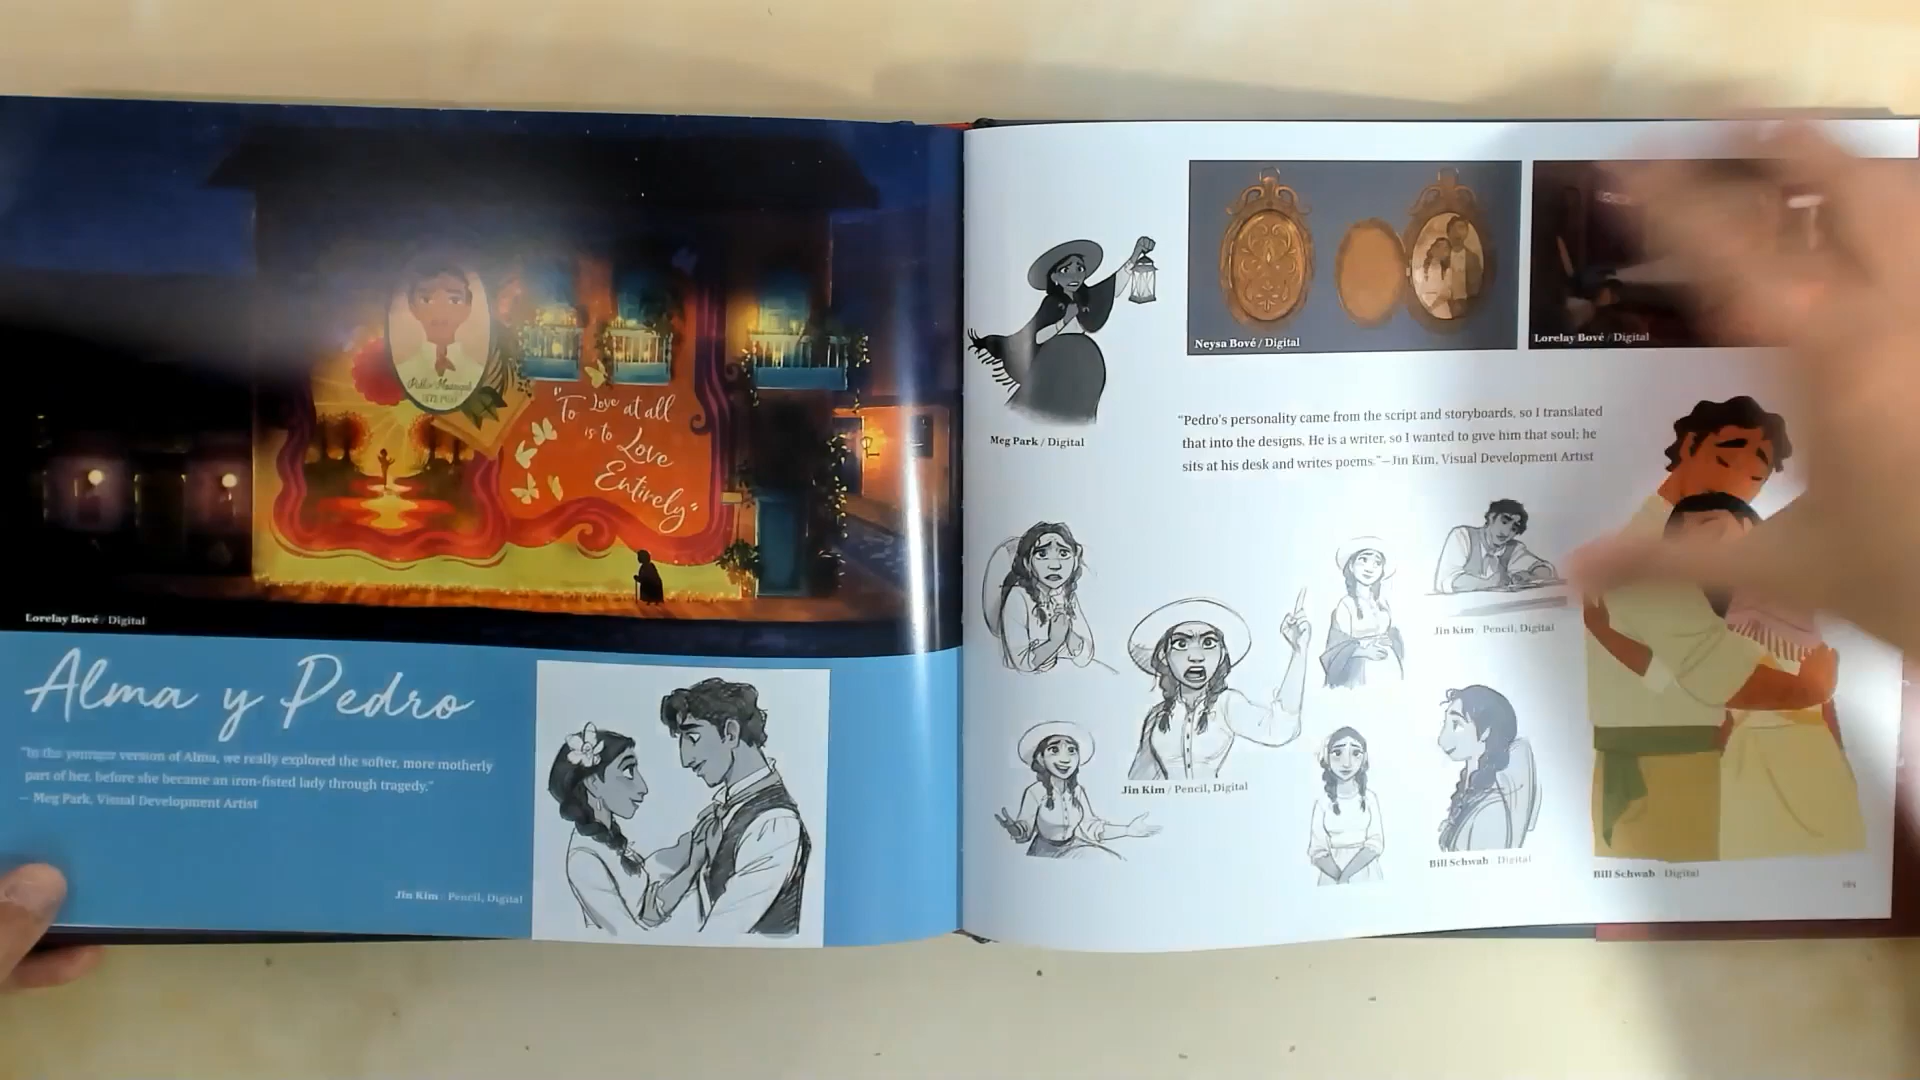 "To Love at all
is to Love
Entirely"
Lorelay Bové / Digital
Alma y Pedro
"In the younger version of Alma, we really explored the softer, more motherly
part of her, before she became an iron-fisted lady through tragedy."
— Meg Park, Visual Development Artist
Jin Kim / Pencil, Digital
Meg Park / Digital
Neysa Bové / Digital
Lorelay Bové / Digital
"Pedro's personality came from the script and storyboards, so I translated
that into the designs. He is a writer, so I wanted to give him that soul; he
sits at his desk and writes poems."—Jin Kim, Visual Development Artist
Jin Kim / Pencil, Digital
Jin Kim / Pencil, Digital
Bill Schwab / Digital
Bill Schwab / Digital